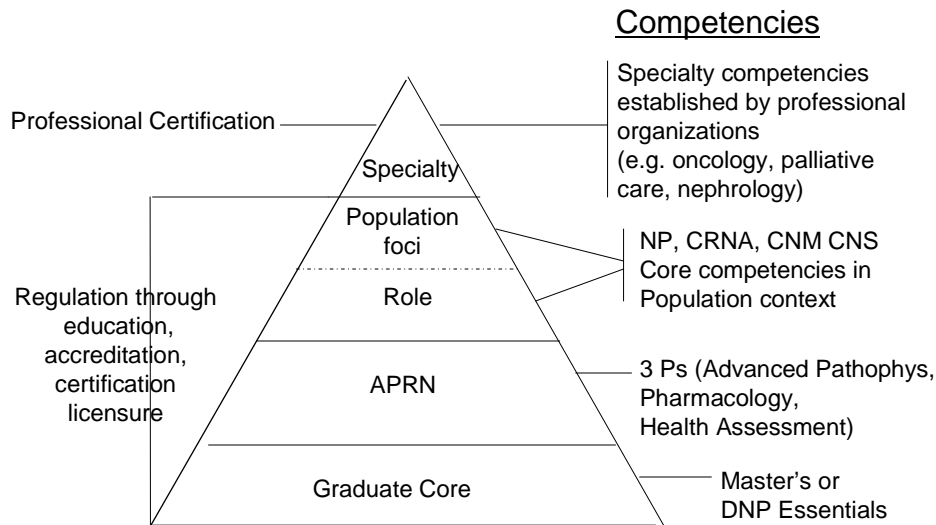 Competencies
Professional Certification
Specialty competencies
established by professional
organizations
(e.g. oncology, palliative
care, nephrology)
Specialty
Population
foci
NP, CRNA, CNM CNS
Core competencies in
Population context
Role
Regulation through
education,
accreditation,
certification
licensure
APRN
3 Ps (Advanced Pathophys,
Pharmacology,
Health Assessment)
Graduate Core
Master's or
DNP Essentials